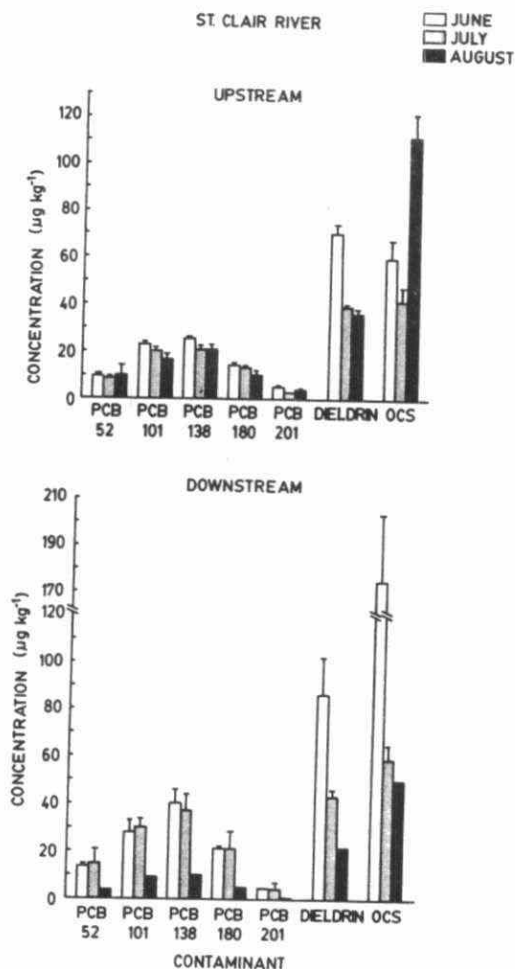 ST. CLAIR RIVER
JUNE
JULY
AUGUST
UPSTREAM
CONCENTRATION (µg kg⁻¹)
120
100
80
60
40
20
0
PCB 52
PCB 101
PCB 138
PCB 180
PCB 201
DIELDRIN
OCS
DOWNSTREAM
CONCENTRATION (µg kg⁻¹)
210
190
170
120
100
80
60
40
20
0
PCB 52
PCB 101
PCB 138
PCB 180
PCB 201
DIELDRIN
OCS
CONTAMINANT